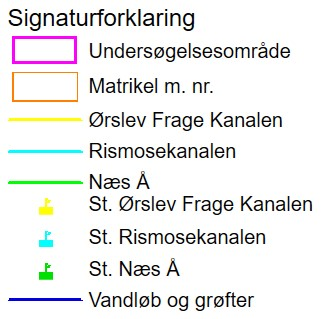 Signaturforklaring
Undersøgelsesområde
Matrikel m. nr.
Ørslev Frage Kanalen
Rismosekanalen
Næs Å
St. Ørslev Frage Kanalen
St. Rismosekanalen
St. Næs Å
Vandløb og grøfter